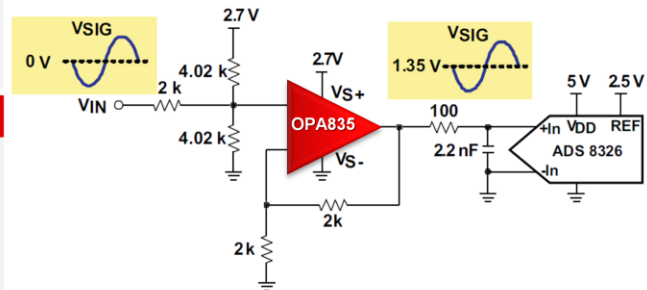 2.7 V
VSIG
0 V
4.02 k
2 k
VIN
4.02 k
2.7V
VS+
OPA835
VS-
2k
2 k
VSIG
1.35 V
100
2.2 nF
5 V
2.5 V
+In
VDD
REF
ADS 8326
-In